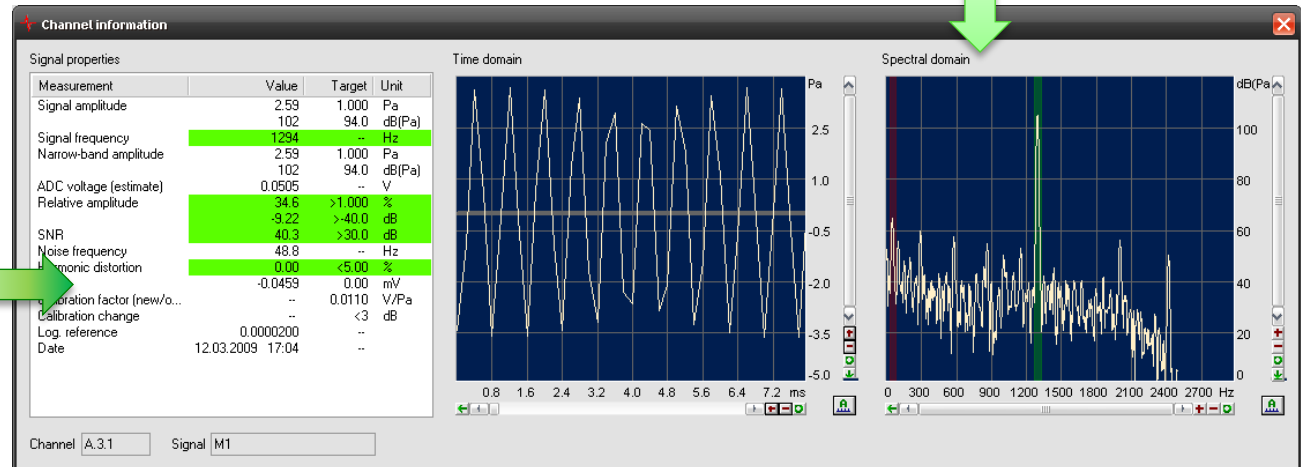 Channel information
Signal properties
Time domain
Spectral domain
Measurement Value Target Unit
Signal amplitude 2.59 1.000 Pa
102 94.0 dB(Pa)
Signal frequency 1294 -- Hz
Narrow-band amplitude 2.59 1.000 Pa
102 94.0 dB(Pa)
ADC voltage (estimate) 0.0505 -- V
Relative amplitude 34.6 >1.000 %
-9.22 >-40.0 dB
SNR 40.3 >30.0 dB
Noise frequency 48.8 -- Hz
monic distortion 0.00 <5.00 %
-0.0459 0.00 mV
bration factor (new/o... -- 0.0110 V/Pa
Calibration change -- <3 dB
Log. reference 0.0000200 --
Date 12.03.2009 17:04 --
Pa
2.5
1.0
-0.5
-2.0
-3.5
-5.0
0.8 1.6 2.4 3.2 4.0 4.8 5.6 6.4 7.2 ms
dB(Pa
100
80
60
40
20
0
0 300 600 900 1200 1500 1800 2100 2400 2700 Hz
A
A
Channel A.3.1 Signal M1